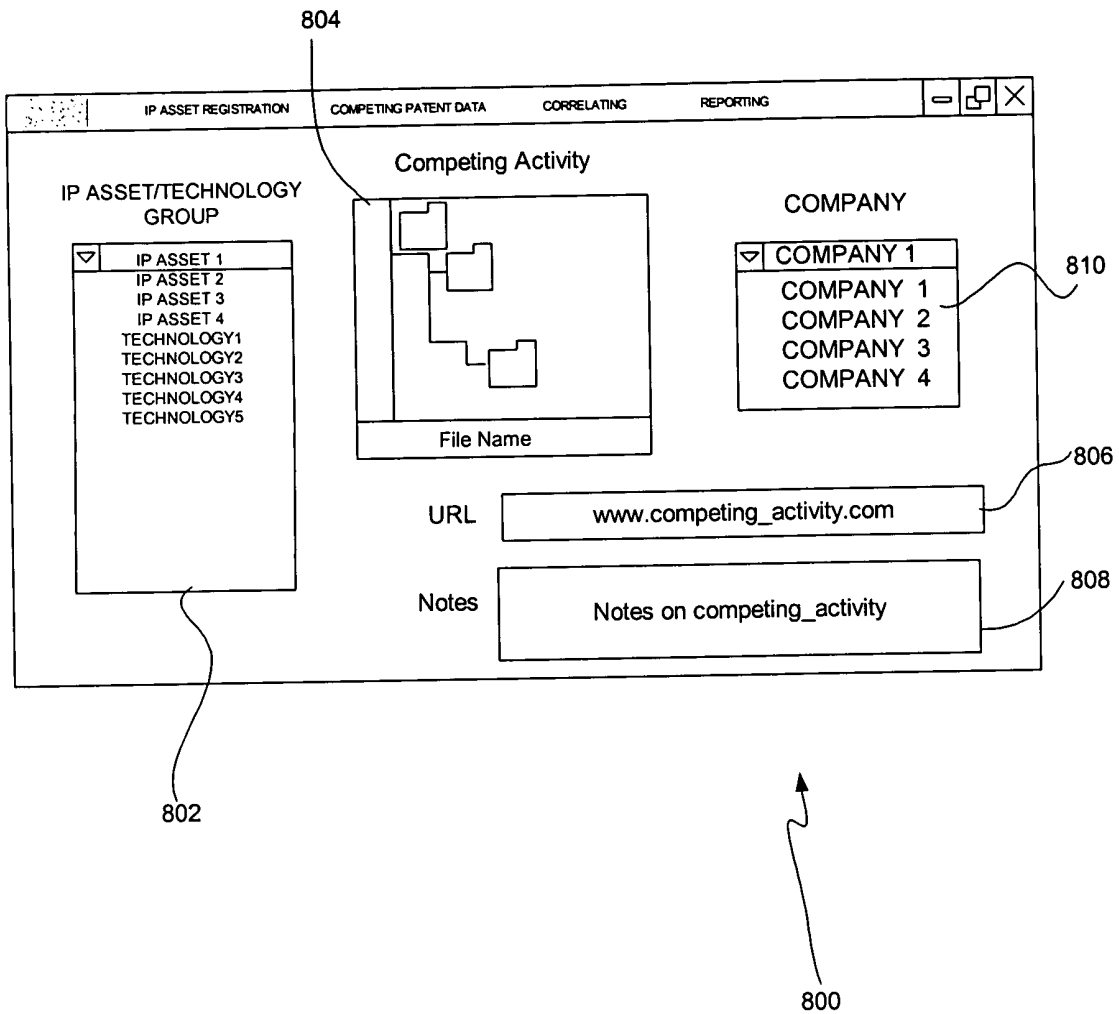 804
IP ASSET REGISTRATION
COMPETING PATENT DATA
CORRELATING
REPORTING
Competing Activity
IP ASSET/TECHNOLOGY
GROUP
COMPANY
IP ASSET 1
IP ASSET 2
IP ASSET 3
IP ASSET 4
TECHNOLOGY1
TECHNOLOGY2
TECHNOLOGY3
TECHNOLOGY4
TECHNOLOGY5
File Name
COMPANY 1
COMPANY 1
COMPANY 2
COMPANY 3
COMPANY 4
810
URL
www.competing_activity.com
806
Notes
Notes on competing_activity
808
802
800